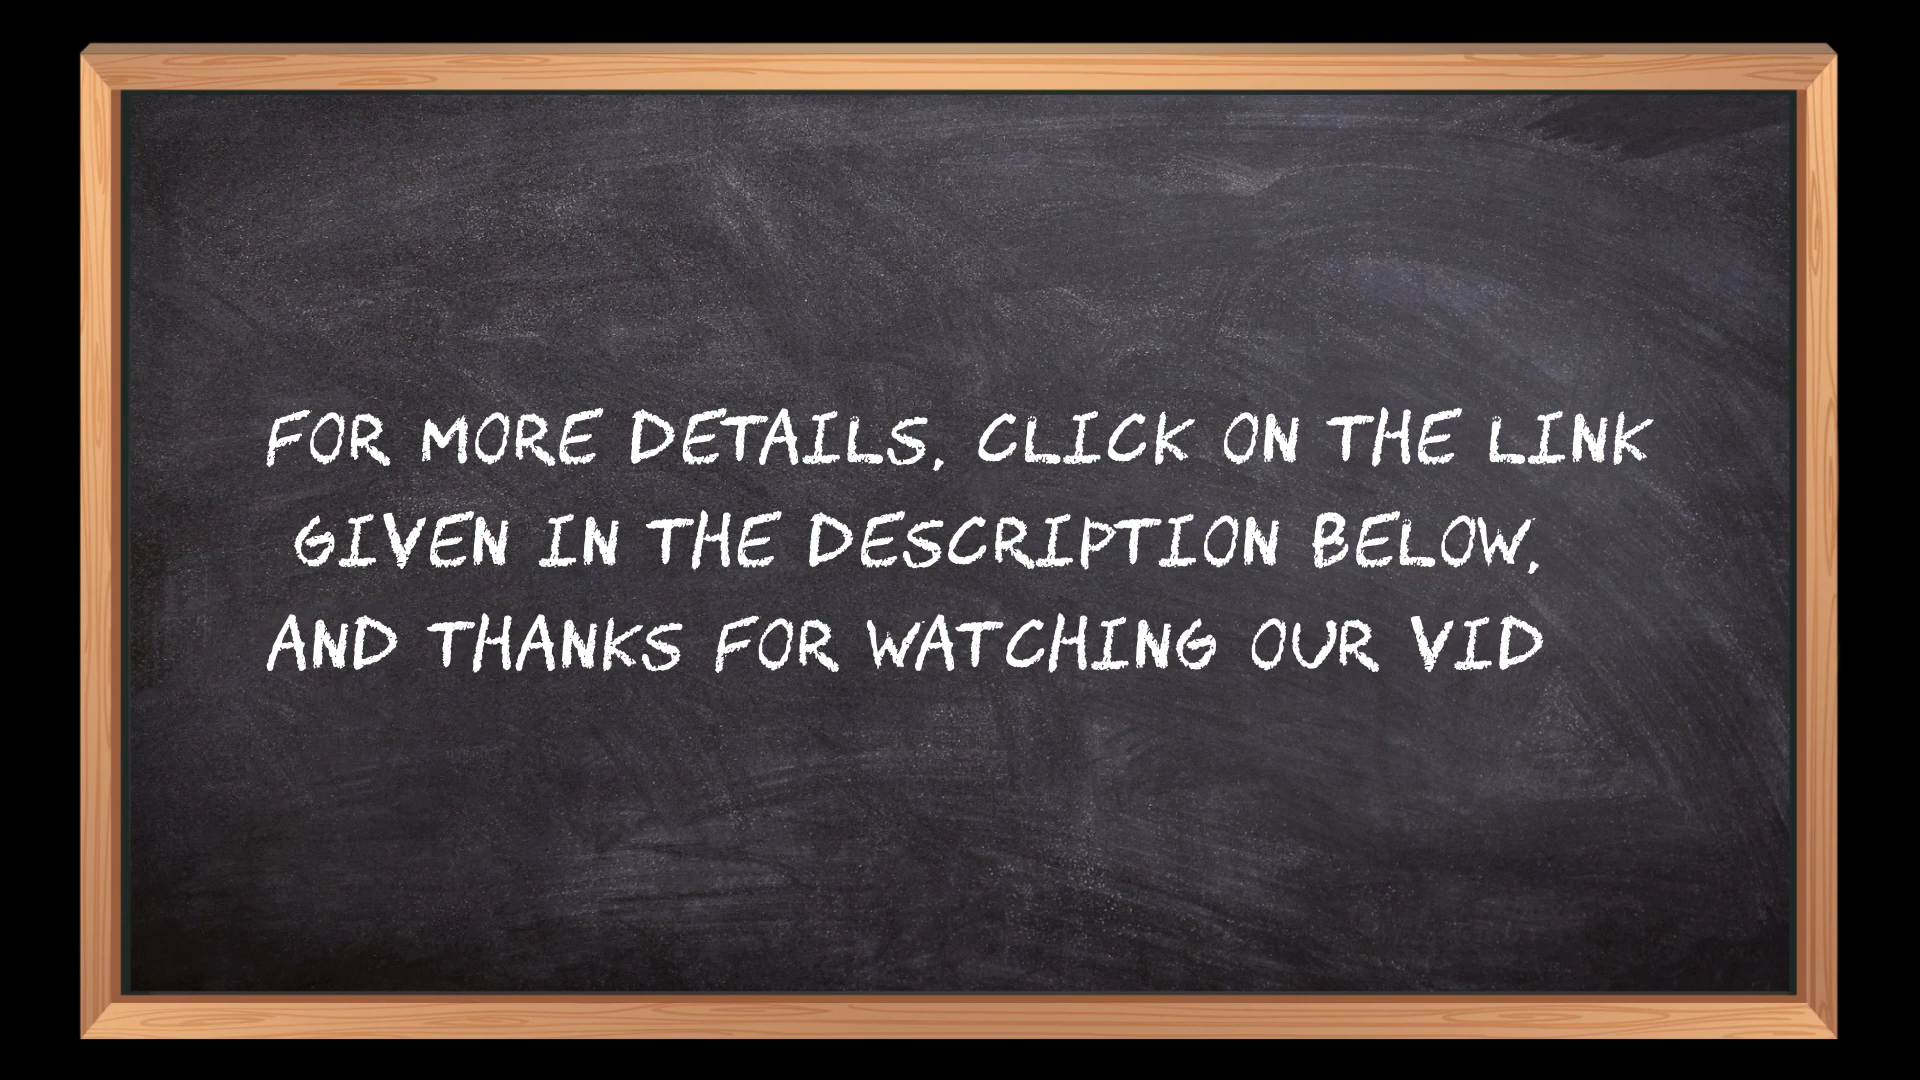 FOR MORE DETAILS, CLICK ON THE LINK
GIVEN IN THE DESCRIPTION BELOW,
AND THANKS FOR WATCHING OUR VID